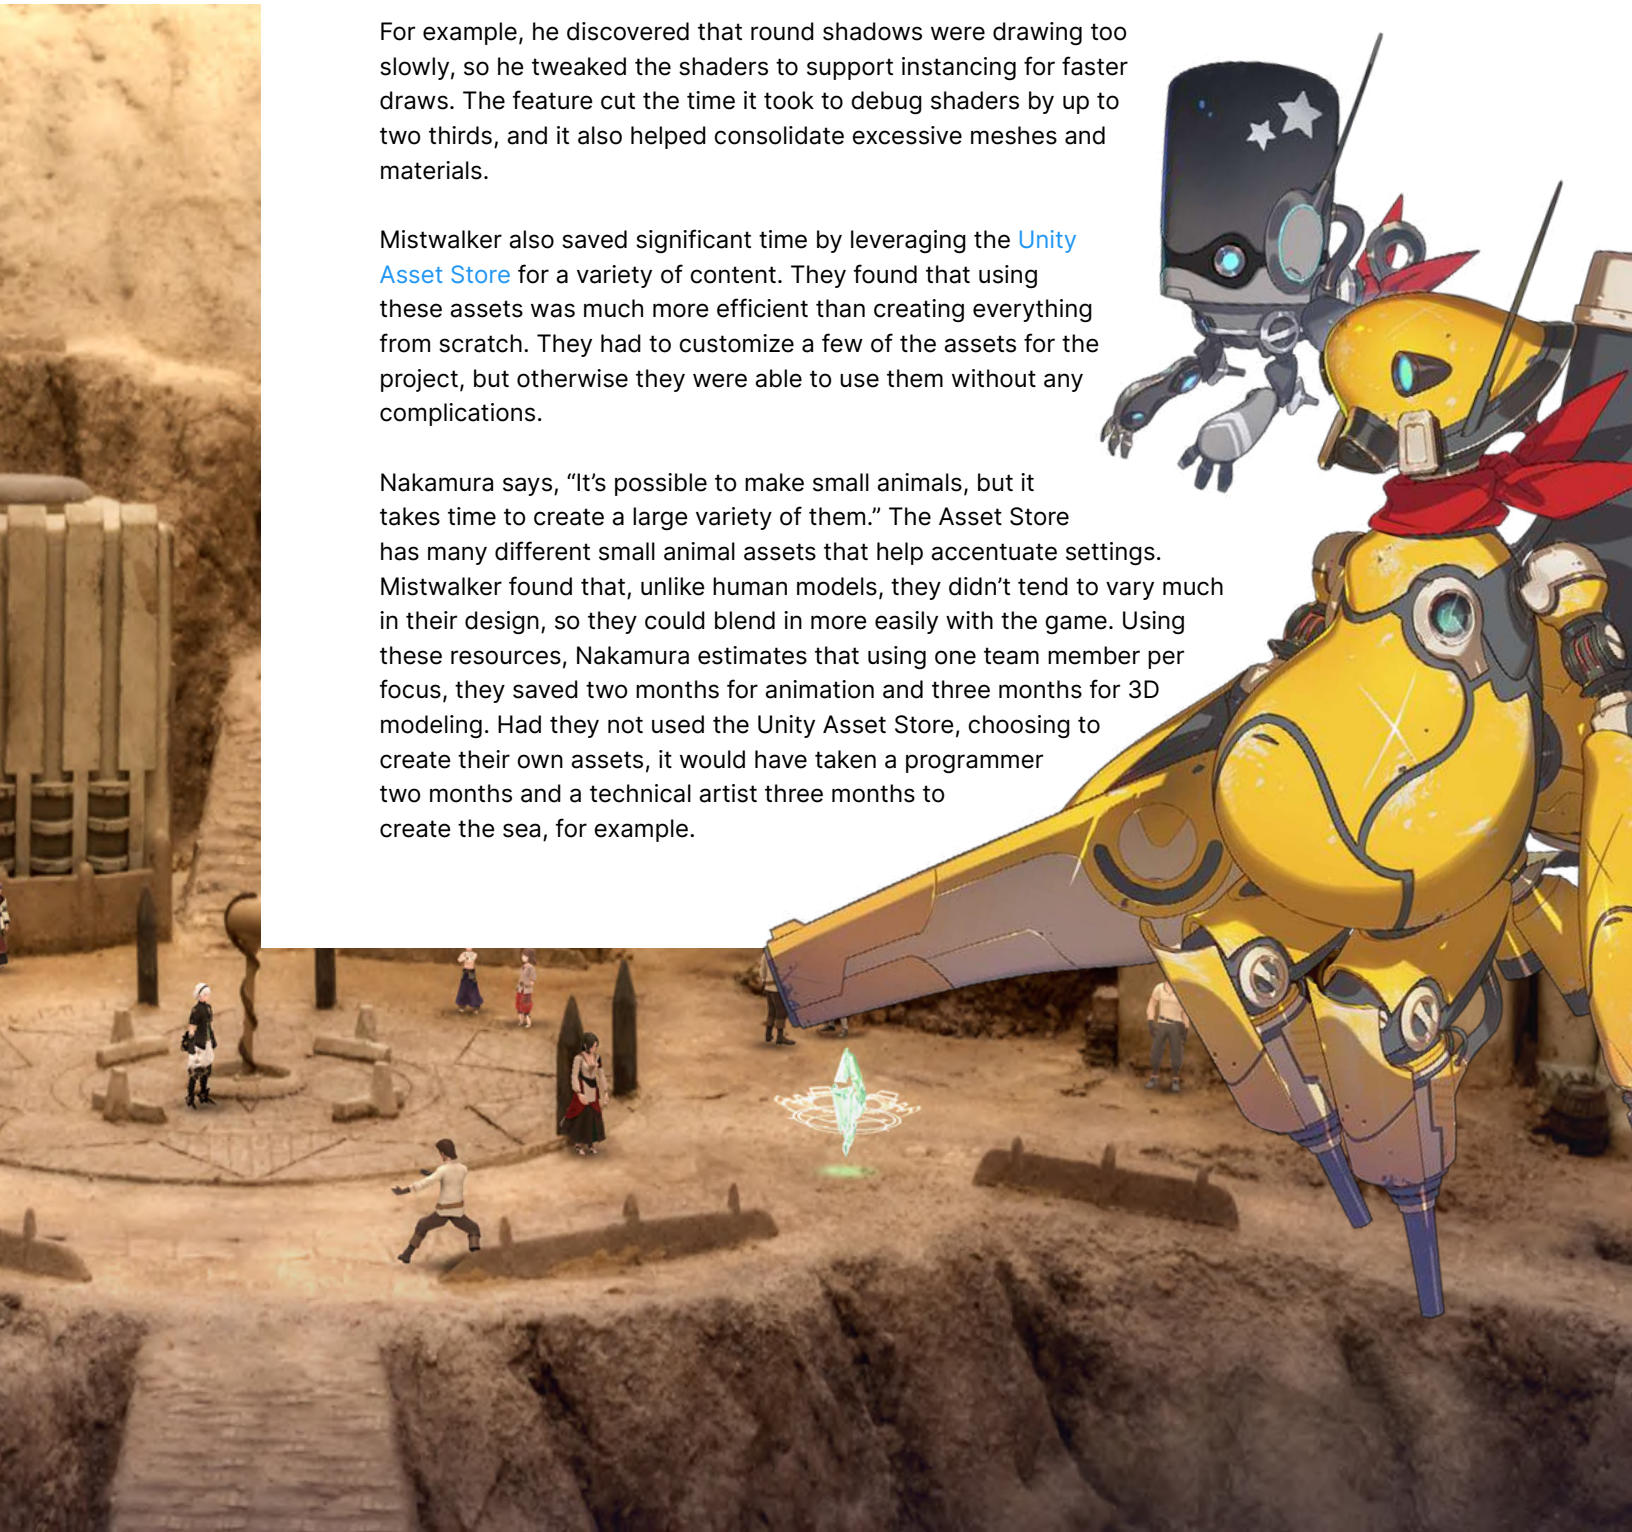 For example, he discovered that round shadows were drawing too
slowly, so he tweaked the shaders to support instancing for faster
draws. The feature cut the time it took to debug shaders by up to
two thirds, and it also helped consolidate excessive meshes and
materials.
Mistwalker also saved significant time by leveraging the Unity
Asset Store for a variety of content. They found that using
these assets was much more efficient than creating everything
from scratch. They had to customize a few of the assets for the
project, but otherwise they were able to use them without any
complications.
Nakamura says, “It’s possible to make small animals, but it
takes time to create a large variety of them.” The Asset Store
has many different small animal assets that help accentuate settings.
Mistwalker found that, unlike human models, they didn’t tend to vary much
in their design, so they could blend in more easily with the game. Using
these resources, Nakamura estimates that using one team member per
focus, they saved two months for animation and three months for 3D
modeling. Had they not used the Unity Asset Store, choosing to
create their own assets, it would have taken a programmer
two months and a technical artist three months to
create the sea, for example.